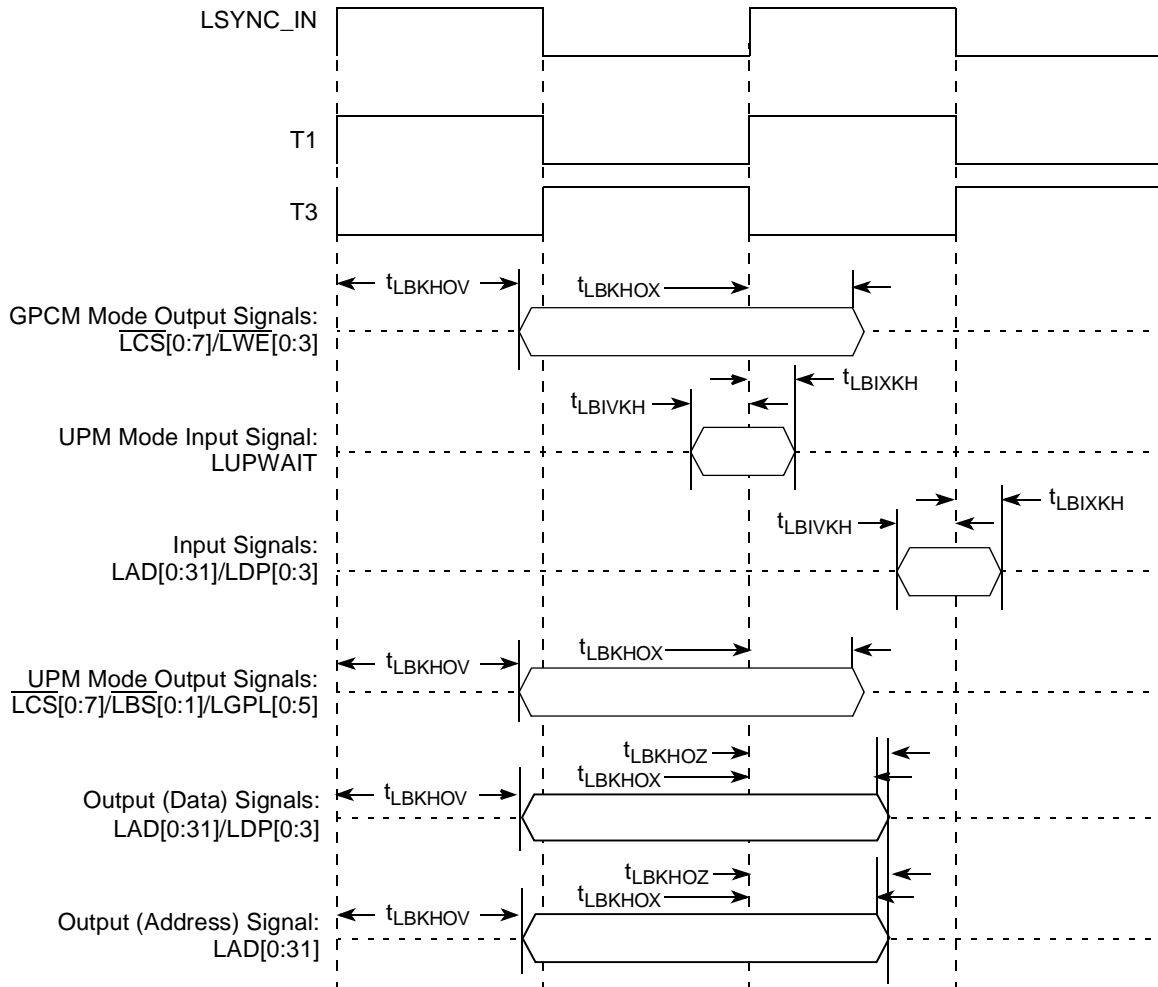 LSYNC_IN
T1
T3
tLBKHOV
tLBKHOX
GPCM Mode Output Signals:
LCS[0:7]/LWE[0:3]
tLBIXKH
tLBIVKH
UPM Mode Input Signal:
LUPWAIT
tLBIXKH
tLBIVKH
Input Signals:
LAD[0:31]/LDP[0:3]
tLBKHOV
tLBKHOX
UPM Mode Output Signals:
LCS[0:7]/LBS[0:1]/LGPL[0:5]
tLBKHOZ
tLBKHOX
tLBKHOV
Output (Data) Signals:
LAD[0:31]/LDP[0:3]
tLBKHOZ
tLBKHOX
tLBKHOV
Output (Address) Signal:
LAD[0:31]